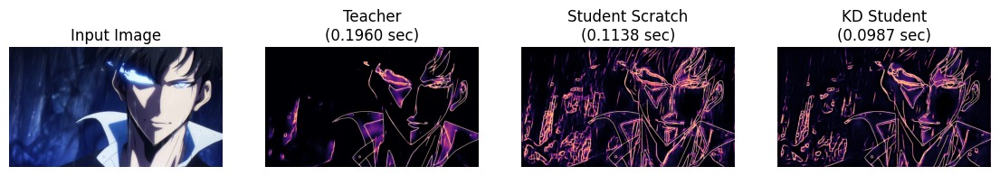 Input Image
Teacher
(0.1960 sec)
Student Scratch
(0.1138 sec)
KD Student
(0.0987 sec)